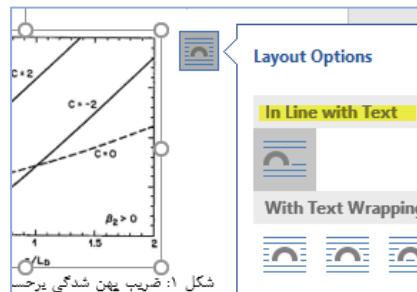 Layout Options
In Line with Text
With Text Wrapping
C=2
C=-2
C=0
β₂>0
1 1.5 2
/L_D
شکل ۱: ضریب پهن شدگی برحسب